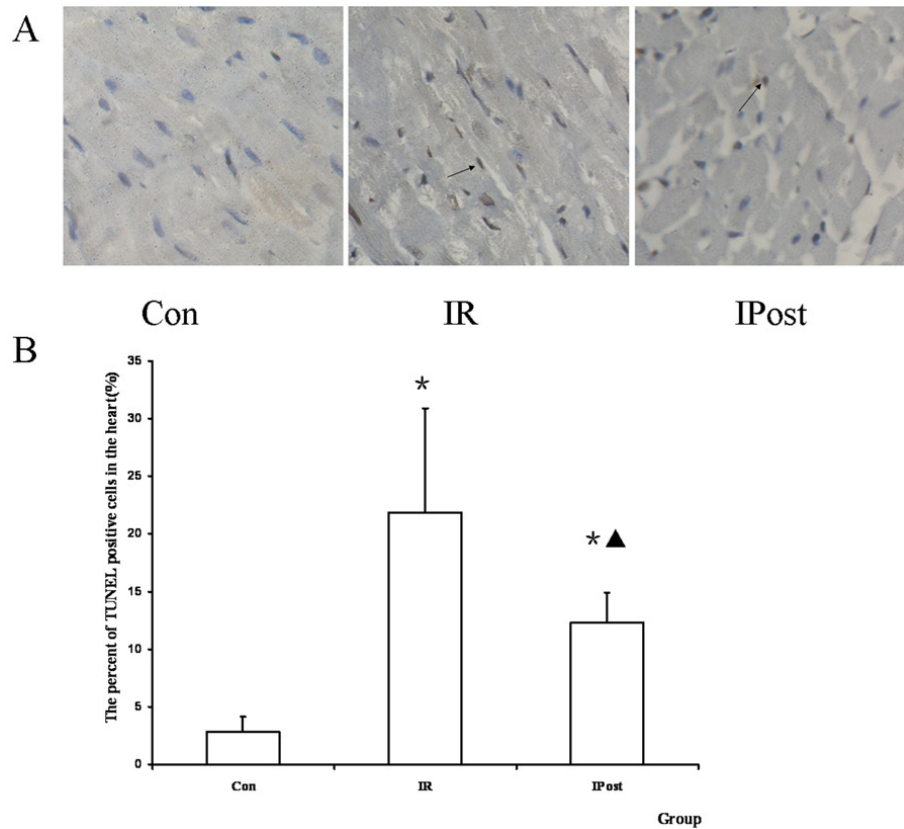 A
Con IR IPost
B
The percent of TUNEL positive cells in the heart(%)
35
30
25
20
15
10
5
0
*
*▲
Con IR IPost
Group